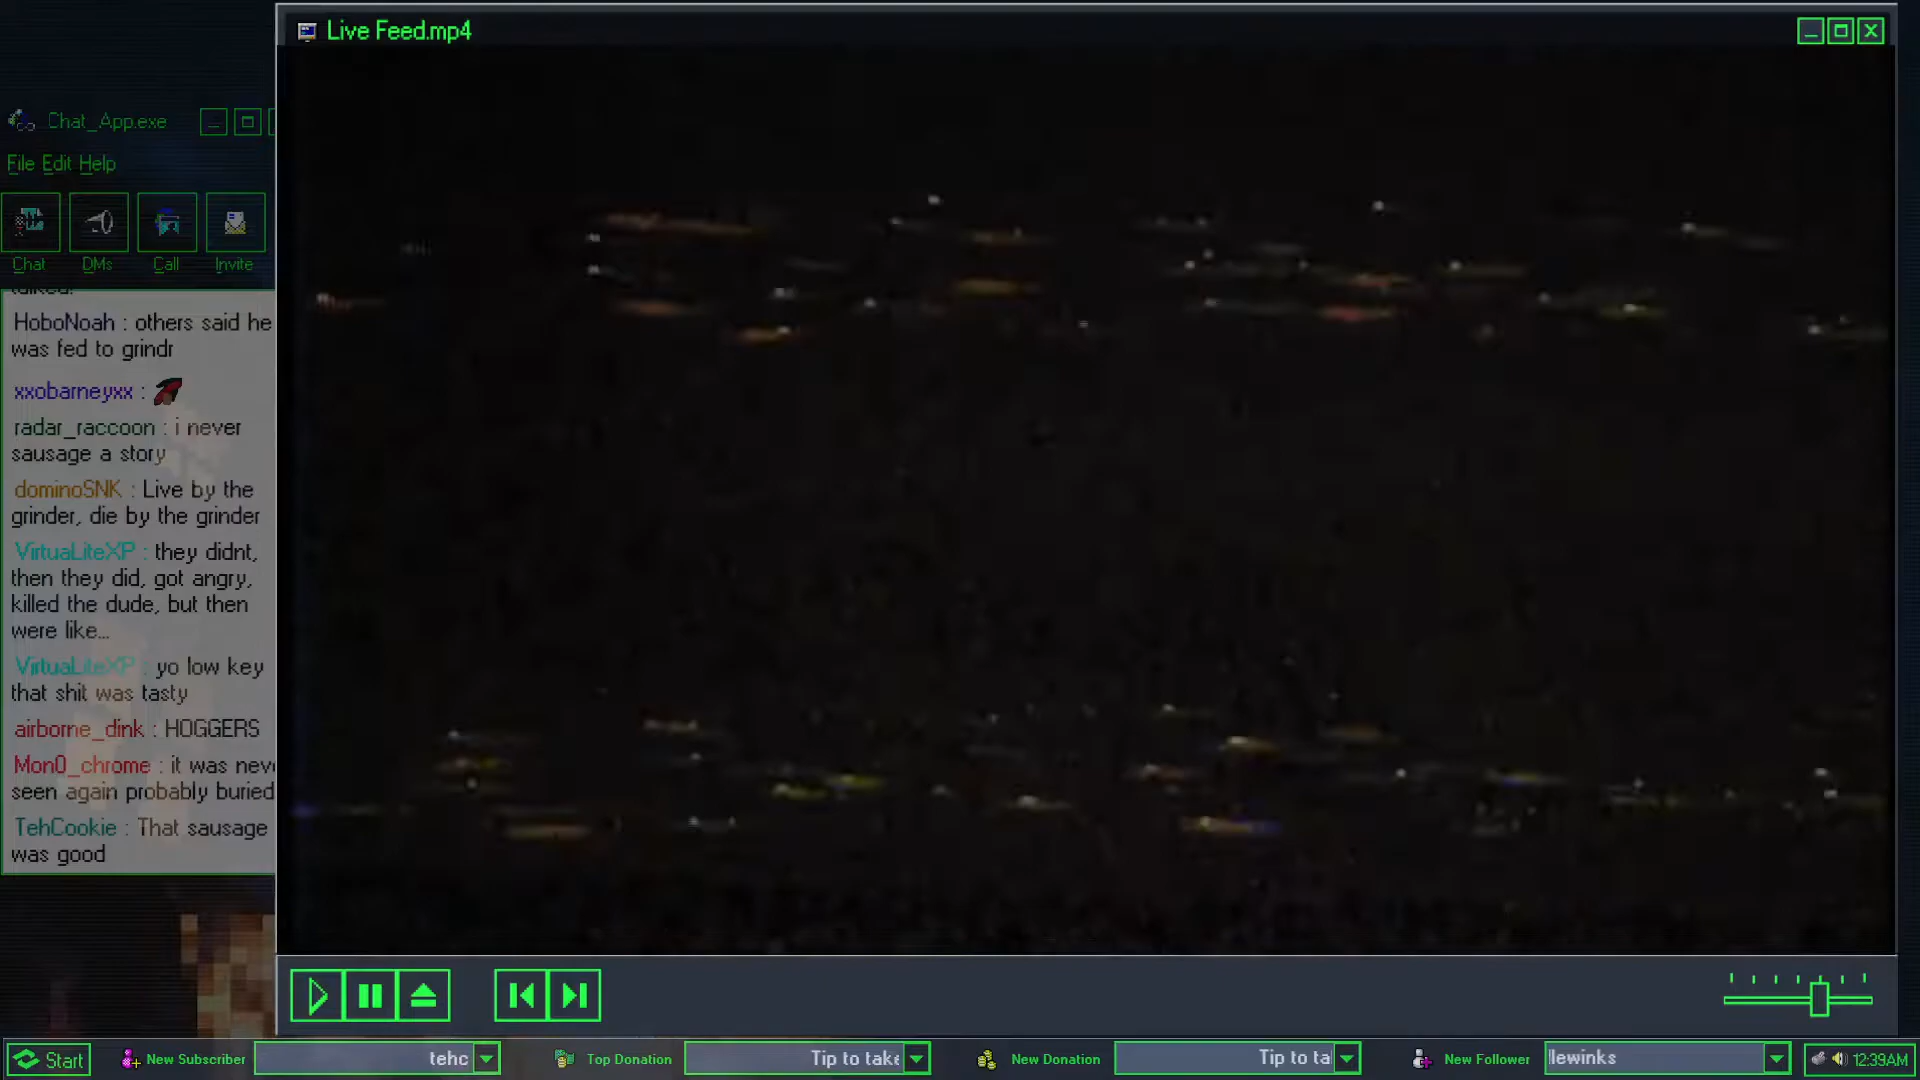 Live Feed.mp4
Chat_App.exe
File Edit Help
Chat DMs Call Invite
talked!
HoboNoah : others said he
was fed to grindr
xxobarneyxx :
radar_raccoon : i never
sausage a story
dominoSNK : Live by the
grinder, die by the grinder
VirtuaLiteXP : they didnt,
then they did, got angry,
killed the dude, but then
were like...
VirtuaLiteXP : yo low key
that shit was tasty
airborne_dink : HOGGERS
Mon0_chrome : it was neve
seen again probably buried
TehCookie : That sausage
was good
Start New Subscriber tehc Top Donation Tip to take New Donation Tip to ta New Follower lewinks 12:39AM